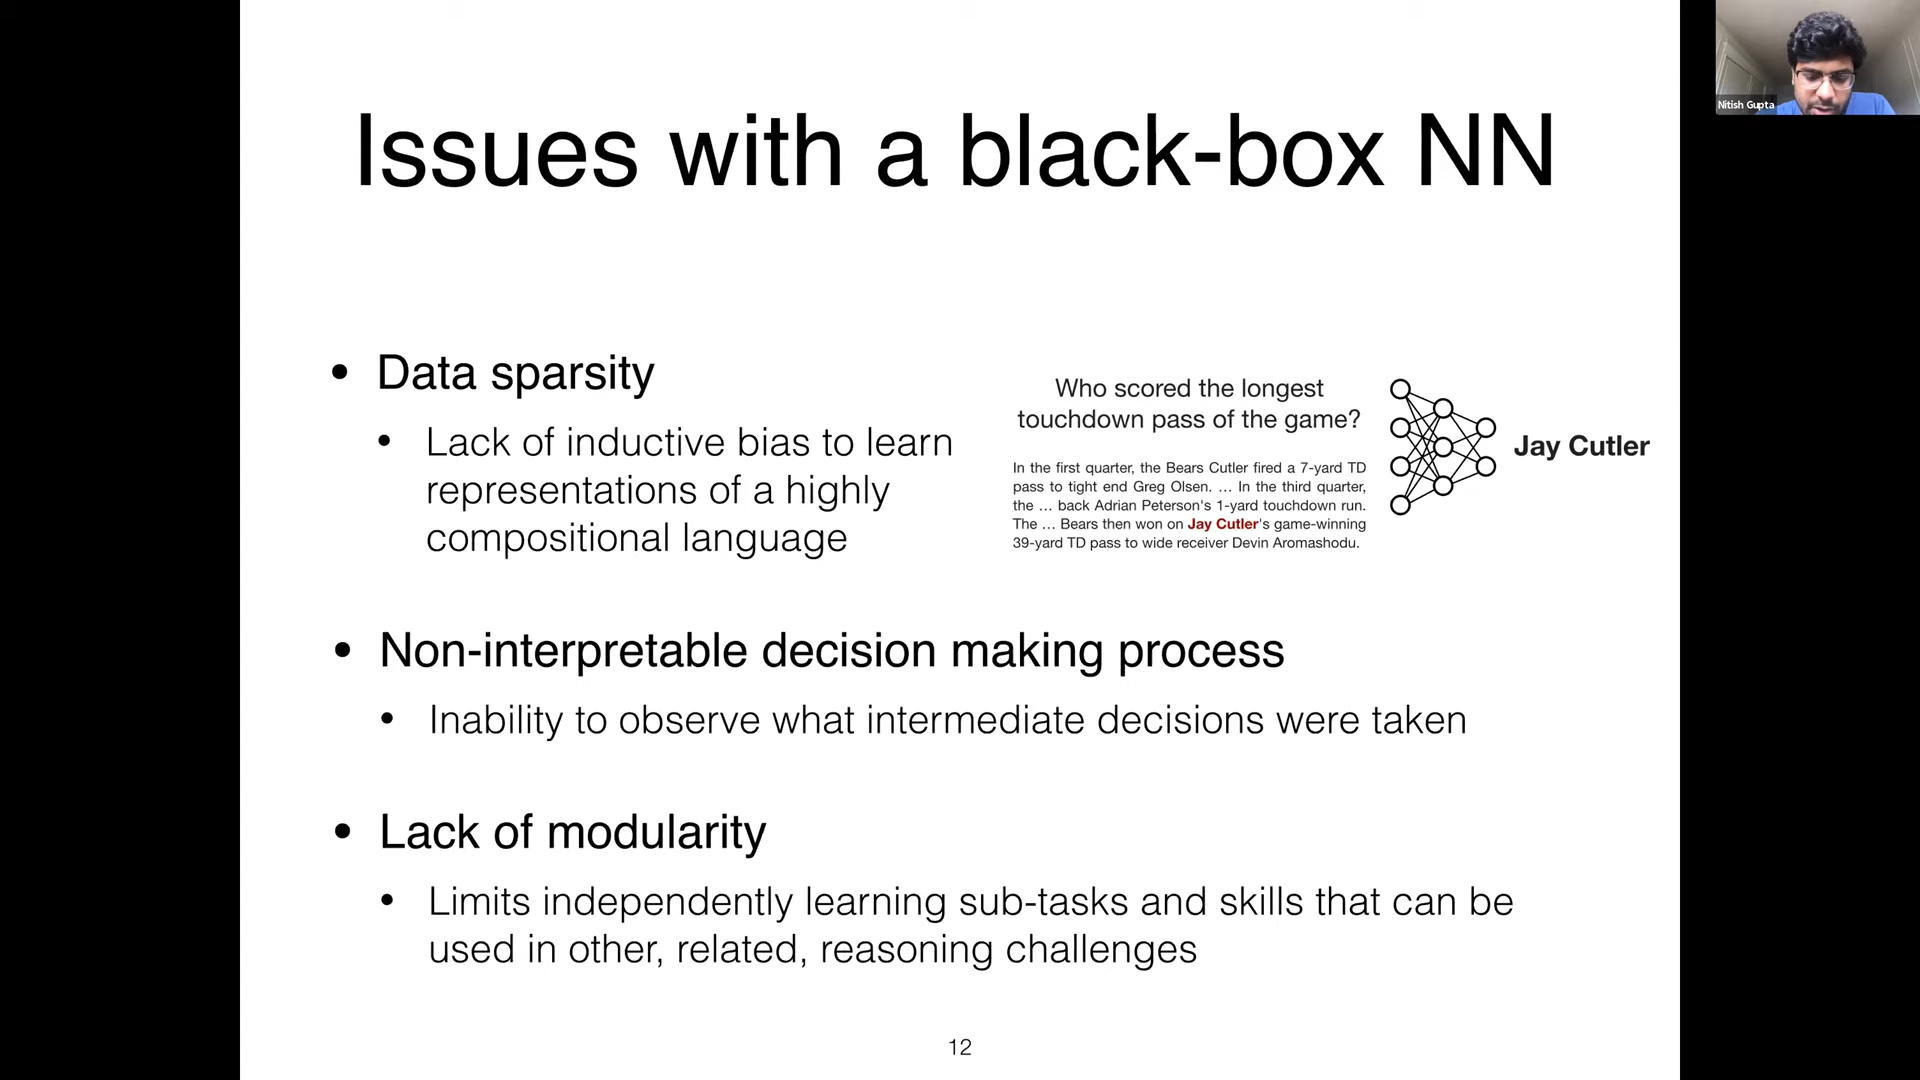 Nitish Gupta
Issues with a black-box NN
• Data sparsity
• Lack of inductive bias to learn
representations of a highly
compositional language
Who scored the longest
touchdown pass of the game?
In the first quarter, the Bears Cutler fired a 7-yard TD
pass to tight end Greg Olsen. … In the third quarter,
the … back Adrian Peterson's 1-yard touchdown run.
The … Bears then won on Jay Cutler's game-winning
39-yard TD pass to wide receiver Devin Aromashodu.
Jay Cutler
• Non-interpretable decision making process
• Inability to observe what intermediate decisions were taken
• Lack of modularity
• Limits independently learning sub-tasks and skills that can be
used in other, related, reasoning challenges
12